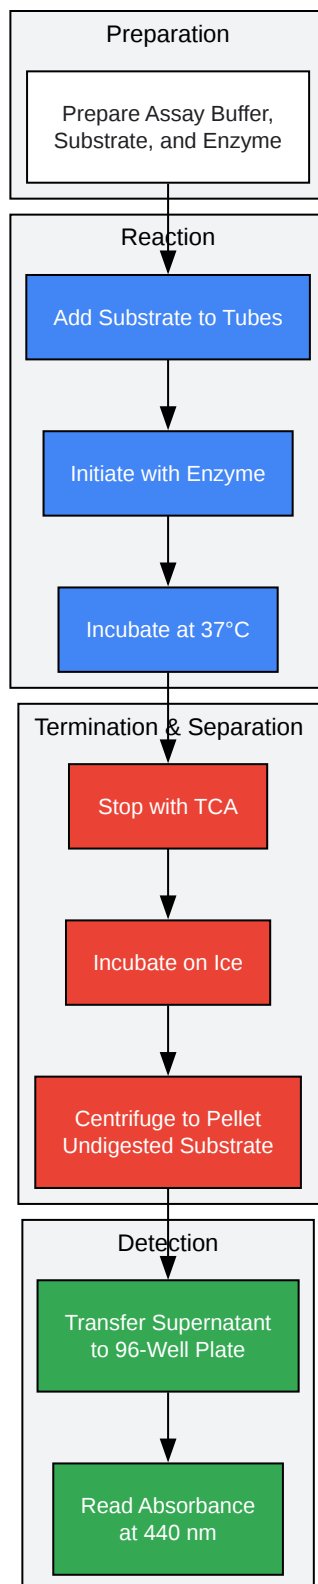 Preparation
Prepare Assay Buffer,
Substrate, and Enzyme
Reaction
Add Substrate to Tubes
Initiate with Enzyme
Incubate at 37°C
Termination & Separation
Stop with TCA
Incubate on Ice
Centrifuge to Pellet
Undigested Substrate
Detection
Transfer Supernatant
to 96-Well Plate
Read Absorbance
at 440 nm